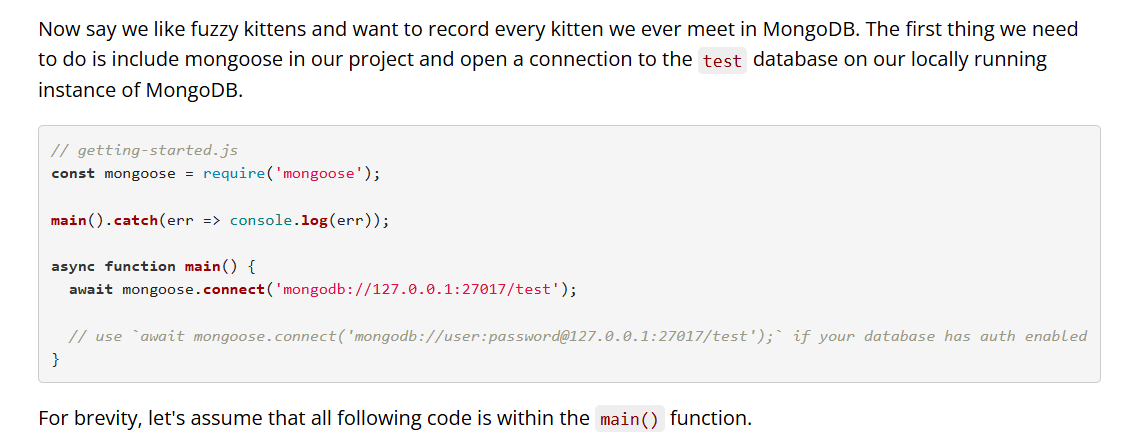 Now say we like fuzzy kittens and want to record every kitten we ever meet in MongoDB. The first thing we need
to do is include mongoose in our project and open a connection to the test database on our locally running
instance of MongoDB.
// getting-started.js
const mongoose = require('mongoose');
main().catch(err => console.log(err));
async function main() {
  await mongoose.connect('mongodb://127.0.0.1:27017/test');
  // use `await mongoose.connect('mongodb://user:password@127.0.0.1:27017/test');` if your database has auth enabled
}
For brevity, let's assume that all following code is within the main() function.